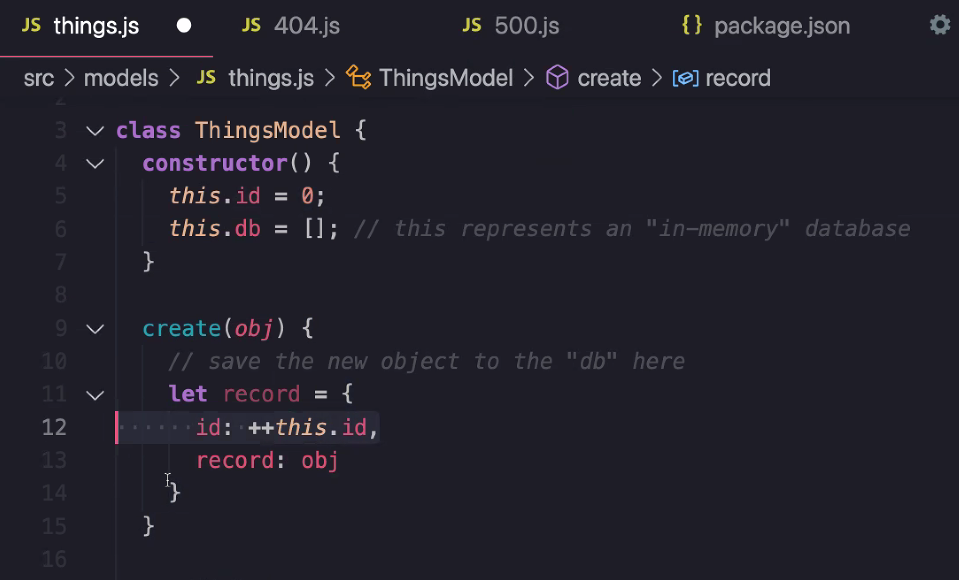 JS things.js JS 404.js JS 500.js {} package.json
src > models > JS things.js > ThingsModel > create > record
2
3 class ThingsModel {
4 constructor() {
5 this.id = 0;
6 this.db = []; // this represents an "in-memory" database
7 }
8
9 create(obj) {
10 // save the new object to the "db" here
11 let record = {
12 ······id:·++this.id,
13 record: obj
14 }
15 }
16